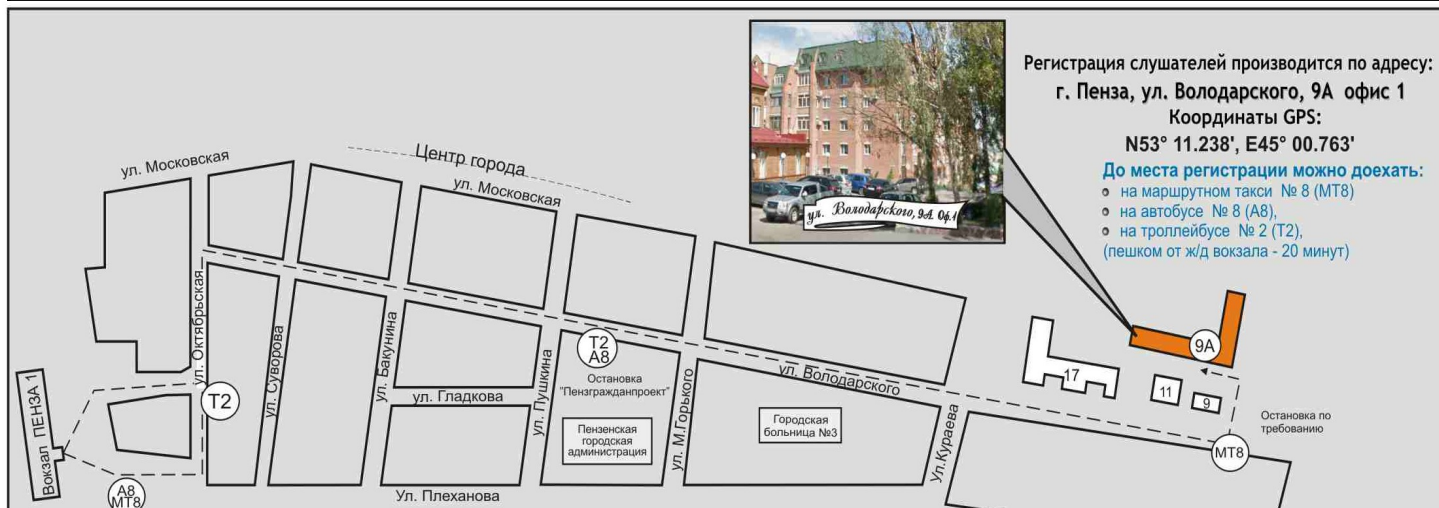 Регистрация слушателей производится по адресу:
г. Пенза, ул. Володарского, 9А офис 1
Координаты GPS:
N53° 11.238', E45° 00.763'
До места регистрации можно доехать:
на маршрутном такси № 8 (МТ8)
на автобусе № 8 (А8),
на троллейбусе № 2 (Т2),
(пешком от ж/д вокзала - 20 минут)
ул. Володарского, 9А. Оф.1
Центр города
ул. Московская
ул. Московская
ул. Октябрьская
ул. Суворова
ул. Бакунина
ул. Пушкина
ул. М.Горького
ул. Володарского
Ул.Кураева
ул. Гладкова
Ул. Плеханова
Вокзал ПЕНЗА 1
Т2
А8
МТ8
Т2
А8
Остановка
"Пензгражданпроект"
Пензенская
городская
администрация
Городская
больница №3
17
11
9
9А
МТ8
Остановка по
требованию